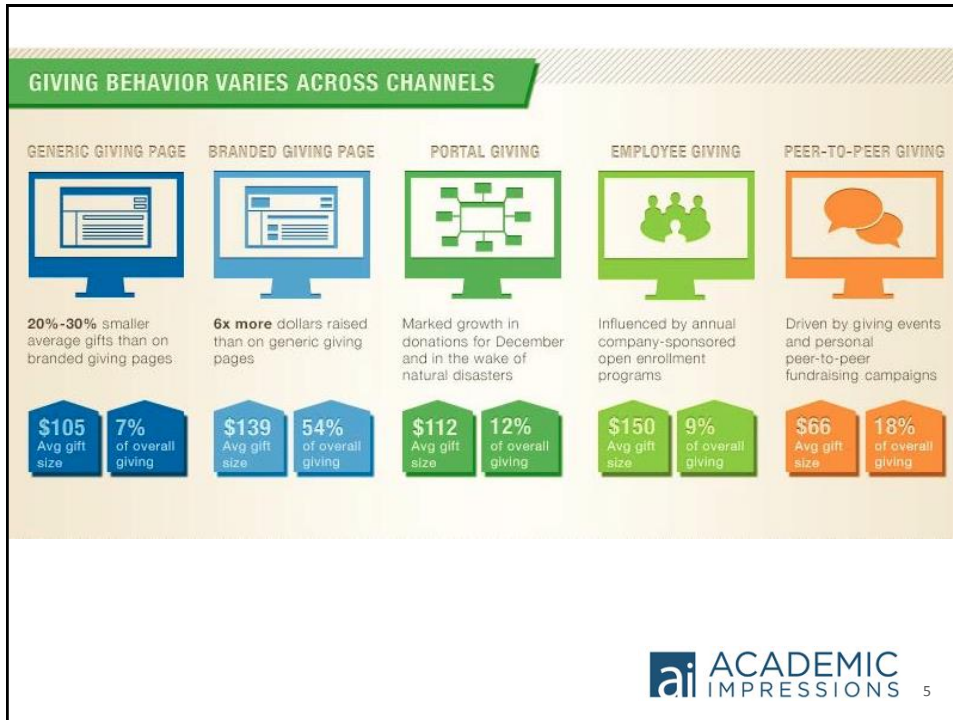 GIVING BEHAVIOR VARIES ACROSS CHANNELS
GENERIC GIVING PAGE
20%-30% smaller
average gifts than on
branded giving pages
$105
Avg gift
size
7%
of overall
giving
BRANDED GIVING PAGE
6x more dollars raised
than on generic giving
pages
$139
Avg gift
size
54%
of overall
giving
PORTAL GIVING
Marked growth in
donations for December
and in the wake of
natural disasters
$112
Avg gift
size
12%
of overall
giving
EMPLOYEE GIVING
Influenced by annual
company-sponsored
open enrollment
programs
$150
Avg gift
size
9%
of overall
giving
PEER-TO-PEER GIVING
Driven by giving events
and personal
peer-to-peer
fundraising campaigns
$66
Avg gift
size
18%
of overall
giving
ai ACADEMIC
IMPRESSIONS
5